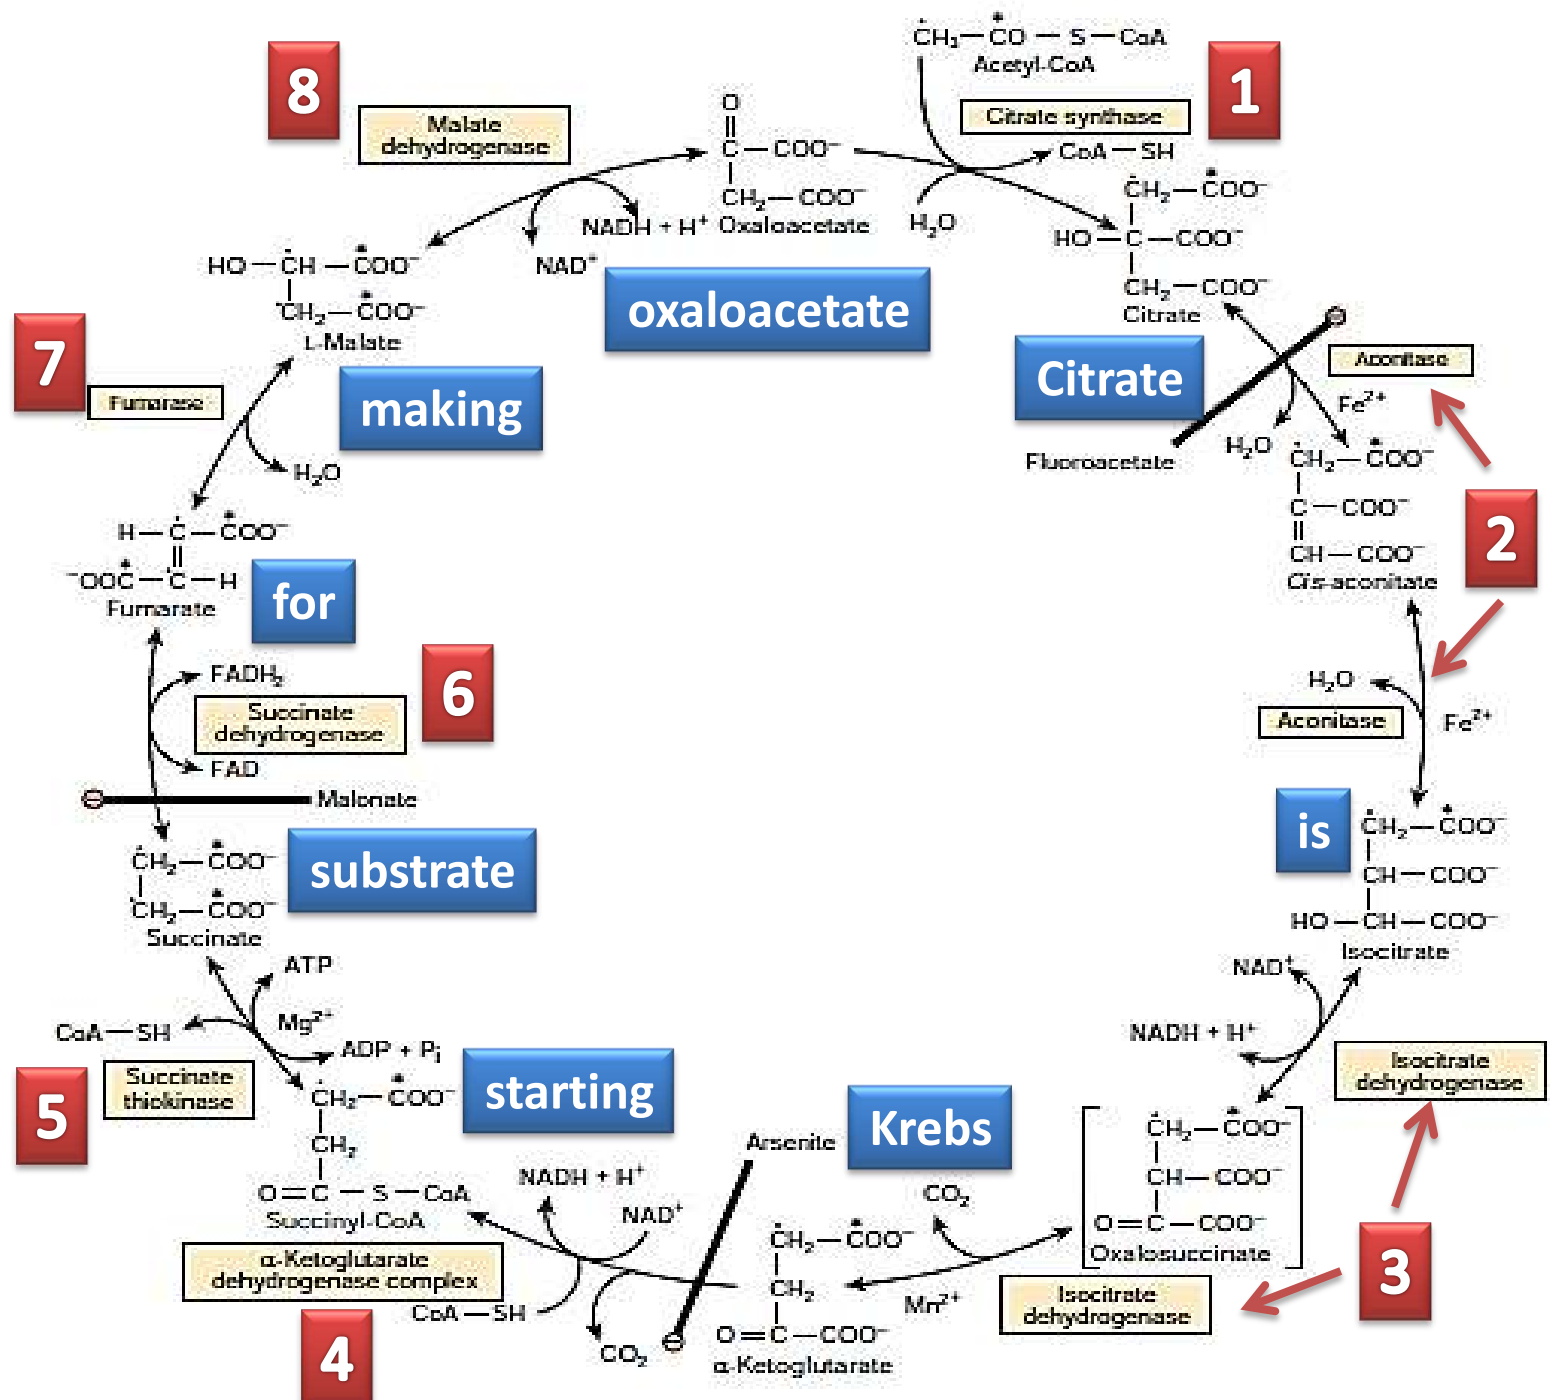 CH3—CO—S—CoA
Acetyl-CoA
1
Citrate synthase
CoA—SH
H2O
8
Malate
dehydrogenase
O
C—COO−
CH2—COO−
Oxaloacetate
NADH + H+
NAD+
oxaloacetate
CH2—COO−
HO—C—COO−
CH2—COO−
Citrate
Citrate
Aconitase
Fe2+
H2O
Fluoroacetate
CH2—COO−
C—COO−
CH—COO−
Cis-aconitate
2
H2O
Aconitase
Fe2+
is
CH2—COO−
CH—COO−
HO—CH—COO−
Isocitrate
NAD+
NADH + H+
Isocitrate
dehydrogenase
CH2—COO−
CH—COO−
O=C—COO−
Oxalosuccinate
3
Isocitrate
dehydrogenase
Mn2+
CO2
Krebs
Arsenite
CH2—COO−
CH2
O=C—COO−
α-Ketoglutarate
NADH + H+
NAD+
CoA—SH
CO2
α-Ketoglutarate
dehydrogenase complex
4
starting
CH2—COO−
CH2
O=C—S—CoA
Succinyl-CoA
ATP
Mg2+
ADP + Pi
CoA—SH
Succinate
thiokinase
5
substrate
CH2—COO−
CH2—COO−
Succinate
Malonate
FADH2
Succinate
dehydrogenase
FAD
6
for
H—C—COO−
−OOC—C—H
Fumarate
7
Fumarase
H2O
making
HO—CH—COO−
CH2—COO−
L-Malate